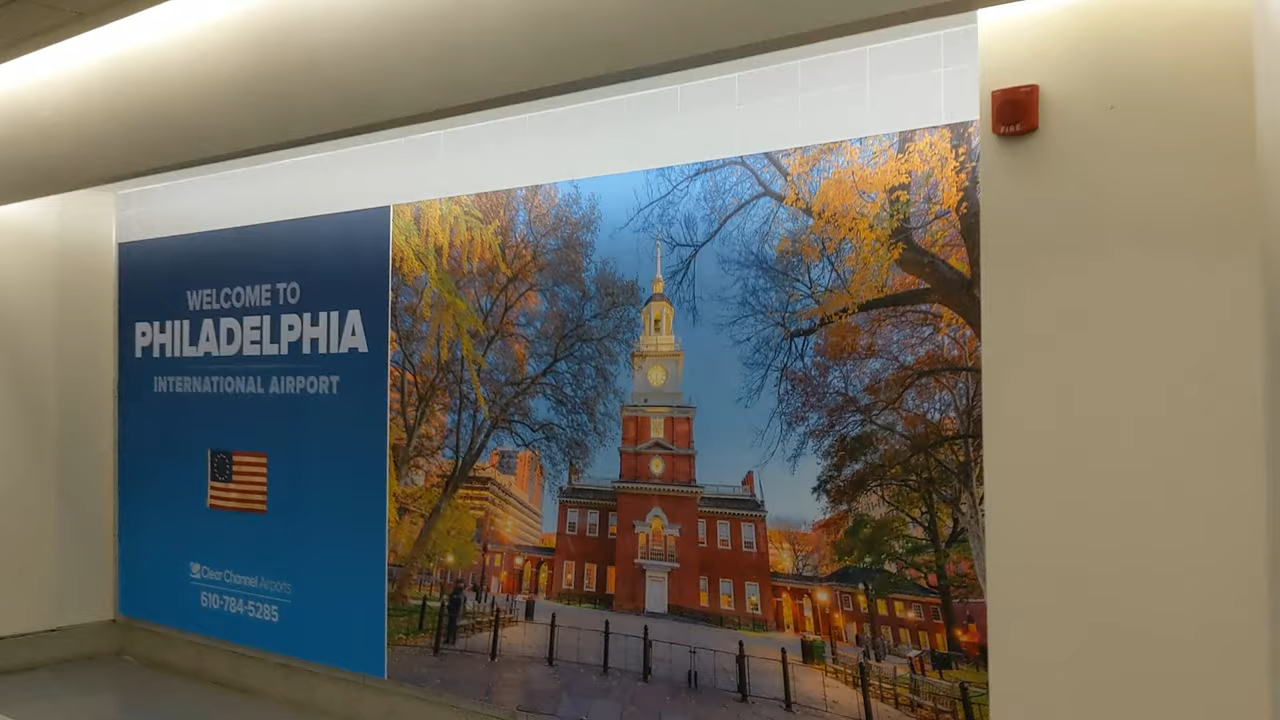 WELCOME TO
PHILADELPHIA
INTERNATIONAL AIRPORT
Clear Channel Airports
610-784-5285
FIRE